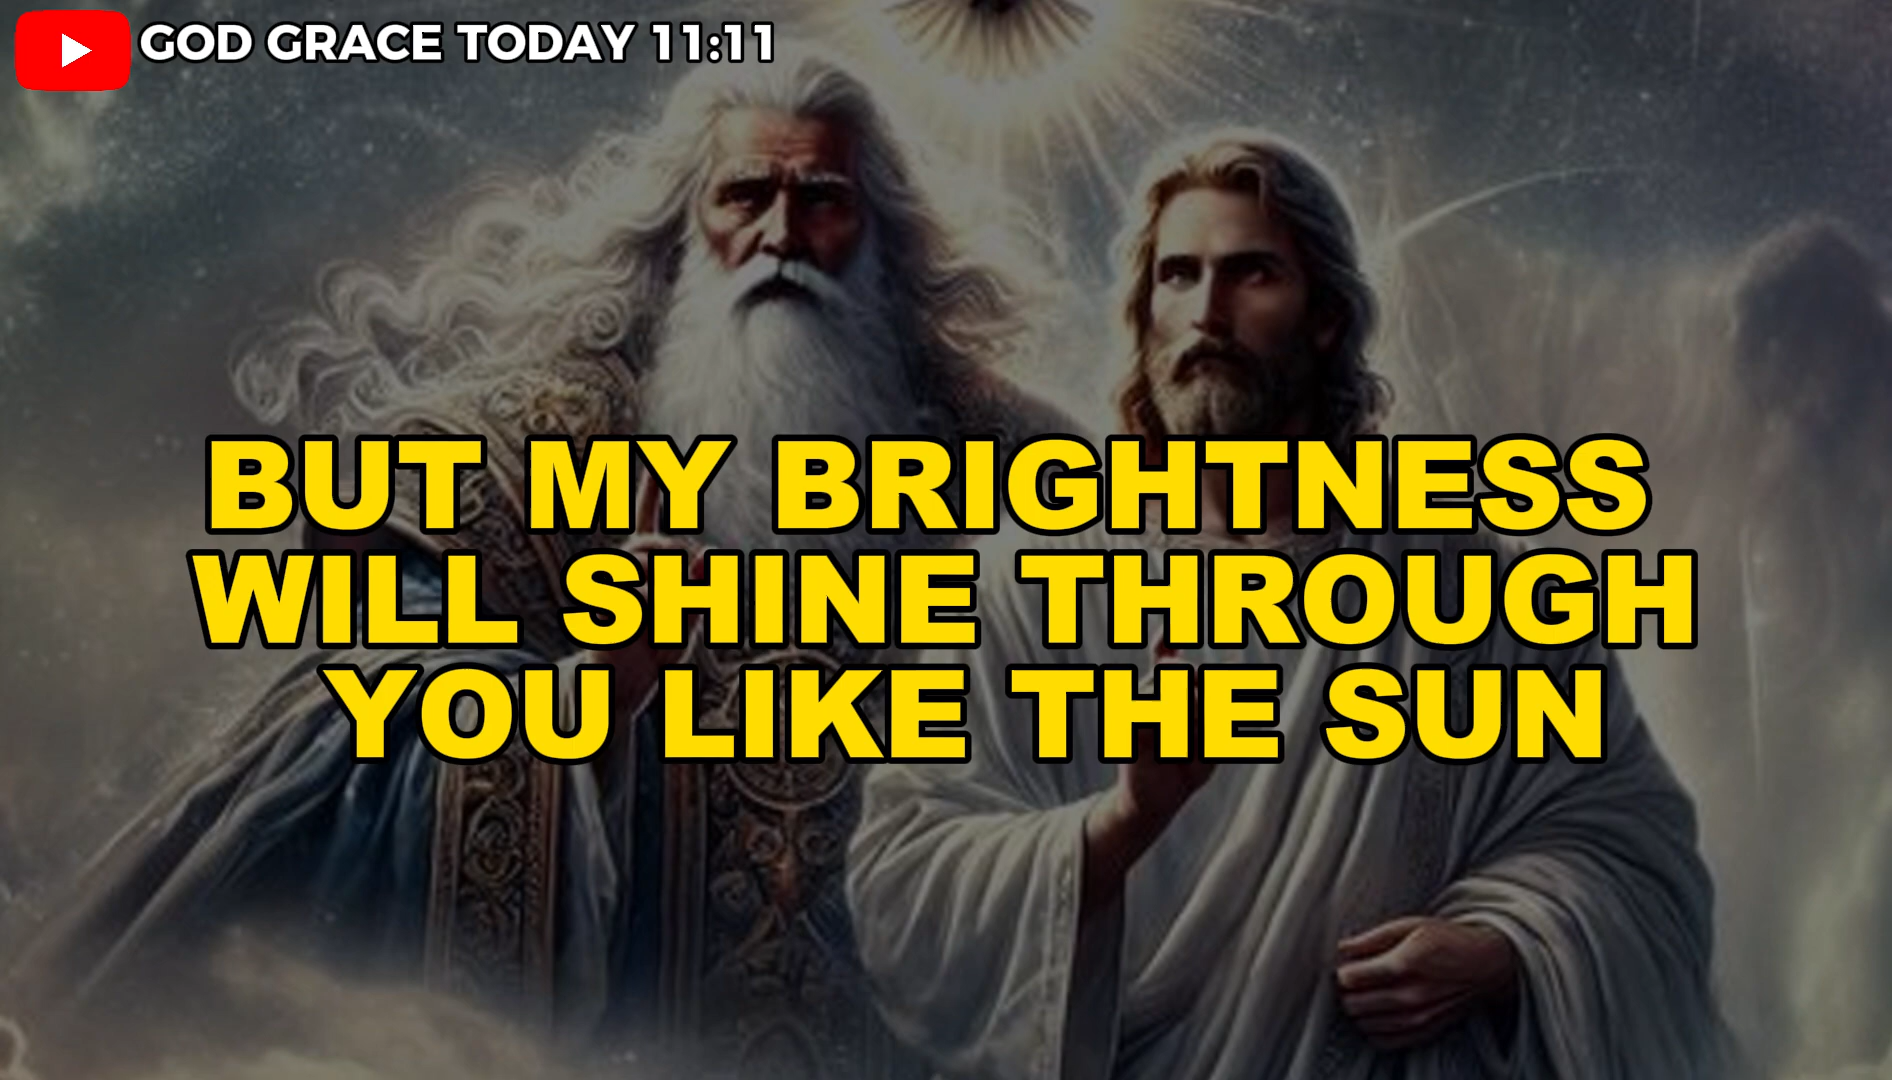 GOD GRACE TODAY 11:11
BUT MY BRIGHTNESS
WILL SHINE THROUGH
YOU LIKE THE SUN